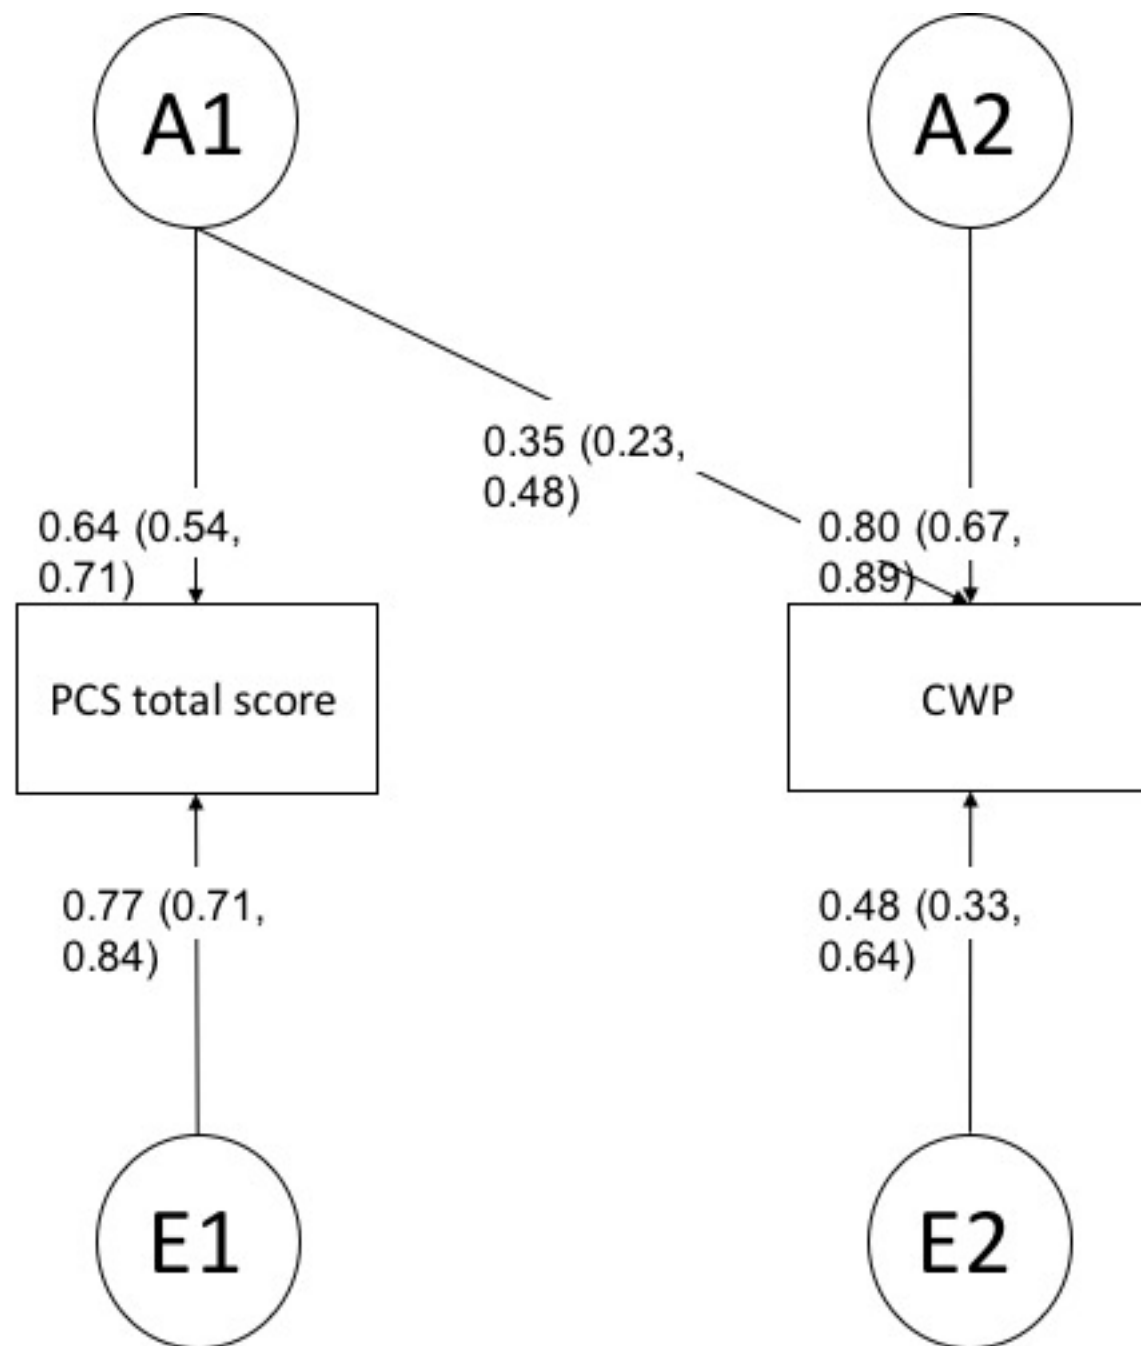 A1
A2
0.35 (0.23,
0.48)
0.64 (0.54,
0.71)
0.80 (0.67,
0.89)
PCS total score
CWP
0.77 (0.71,
0.84)
0.48 (0.33,
0.64)
E1
E2